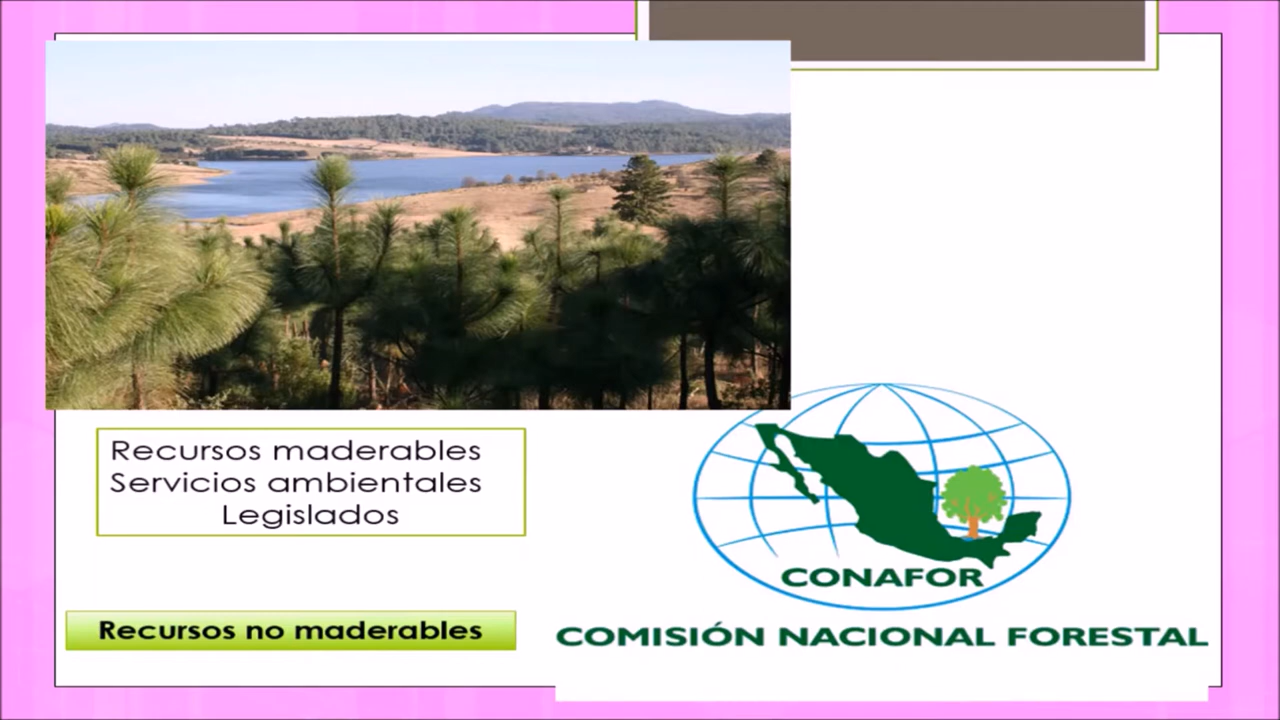 Recursos maderables
Servicios ambientales
Legislados
Recursos no maderables
CONAFOR
COMISIÓN NACIONAL FORESTAL